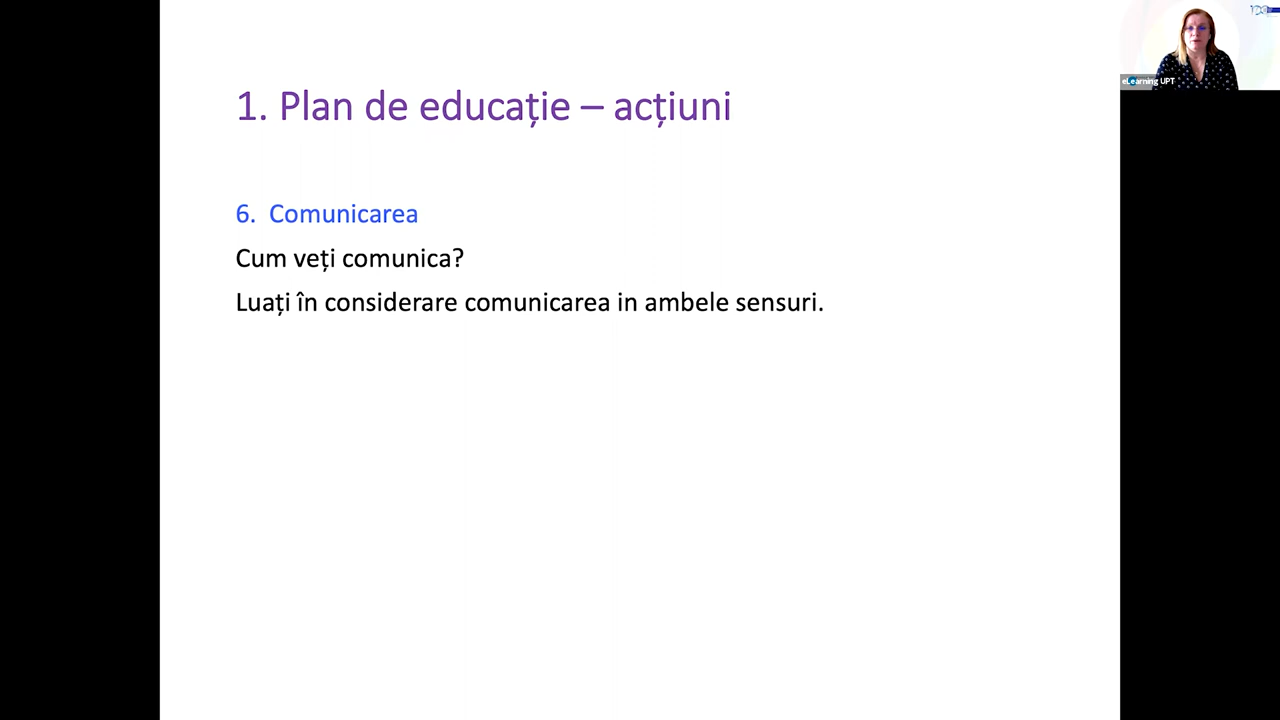 1. Plan de educație – acțiuni
6. Comunicarea
Cum veți comunica?
Luați în considerare comunicarea in ambele sensuri.
eLearning UPT